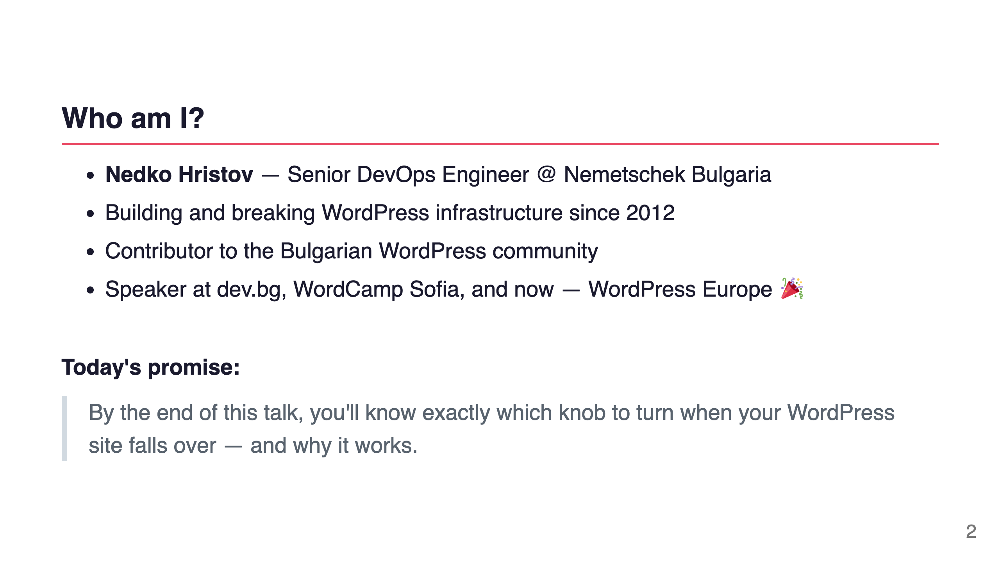 Who am I?
• Nedko Hristov — Senior DevOps Engineer @ Nemetschek Bulgaria
• Building and breaking WordPress infrastructure since 2012
• Contributor to the Bulgarian WordPress community
• Speaker at dev.bg, WordCamp Sofia, and now — WordPress Europe 🎉
Today's promise:
By the end of this talk, you'll know exactly which knob to turn when your WordPress
site falls over — and why it works.
2